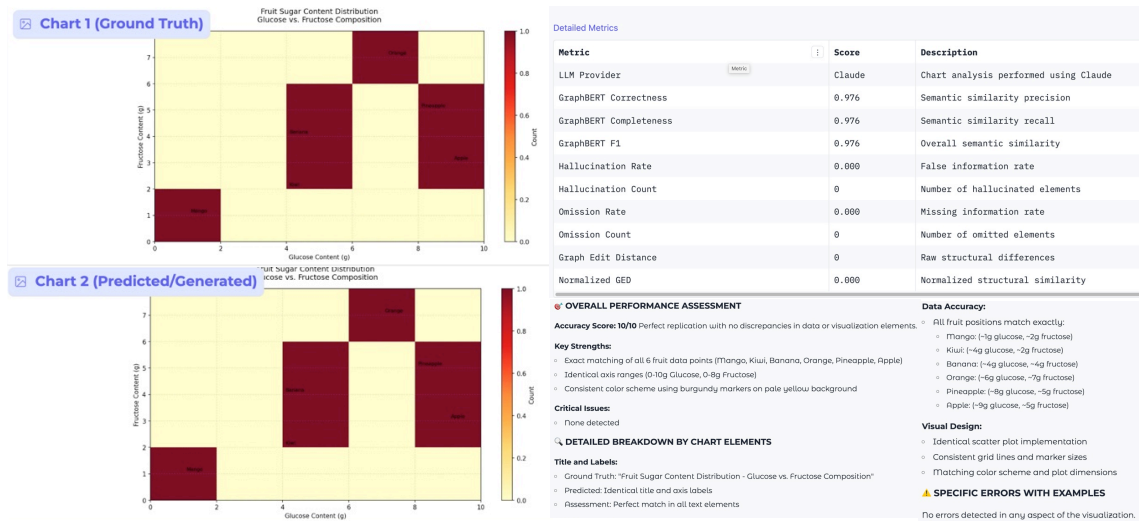 Chart 1 (Ground Truth)
Fruit Sugar Content Distribution
Glucose vs. Fructose Composition
Fructose Content (g)
7
6
5
4
3
2
1
0
Orange
Pineapple
Banana
Apple
Kiwi
Mango
0 2 4 6 8 10
Glucose Content (g)
1.0
0.8
0.6
0.4
0.2
0.0
Count
Chart 2 (Predicted/Generated)
Fruit Sugar Content Distribution
Glucose vs. Fructose Composition
Fructose Content (g)
7
6
5
4
3
2
1
0
Orange
Pineapple
Banana
Apple
Kiwi
Mango
0 2 4 6 8 10
Glucose Content (g)
1.0
0.8
0.6
0.4
0.2
0.0
Count
Detailed Metrics
Metric Score Description
Metric
LLM Provider Claude Chart analysis performed using Claude
GraphBERT Correctness 0.976 Semantic similarity precision
GraphBERT Completeness 0.976 Semantic similarity recall
GraphBERT F1 0.976 Overall semantic similarity
Hallucination Rate 0.000 False information rate
Hallucination Count 0 Number of hallucinated elements
Omission Rate 0.000 Missing information rate
Omission Count 0 Number of omitted elements
Graph Edit Distance 0 Raw structural differences
Normalized GED 0.000 Normalized structural similarity
🎯 OVERALL PERFORMANCE ASSESSMENT
Accuracy Score: 10/10 Perfect replication with no discrepancies in data or visualization elements.
Key Strengths:
Exact matching of all 6 fruit data points (Mango, Kiwi, Banana, Orange, Pineapple, Apple)
Identical axis ranges (0-10g Glucose, 0-8g Fructose)
Consistent color scheme using burgundy markers on pale yellow background
Critical Issues:
None detected
🔍 DETAILED BREAKDOWN BY CHART ELEMENTS
Title and Labels:
Ground Truth: "Fruit Sugar Content Distribution - Glucose vs. Fructose Composition"
Predicted: Identical title and axis labels
Assessment: Perfect match in all text elements
Data Accuracy:
All fruit positions match exactly:
Mango: (~1g glucose, ~2g fructose)
Kiwi: (~4g glucose, ~2g fructose)
Banana: (~4g glucose, ~4g fructose)
Orange: (~6g glucose, ~7g fructose)
Pineapple: (~8g glucose, ~5g fructose)
Apple: (~9g glucose, ~5g fructose)
Visual Design:
Identical scatter plot implementation
Consistent grid lines and marker sizes
Matching color scheme and plot dimensions
⚠️ SPECIFIC ERRORS WITH EXAMPLES
No errors detected in any aspect of the visualization.